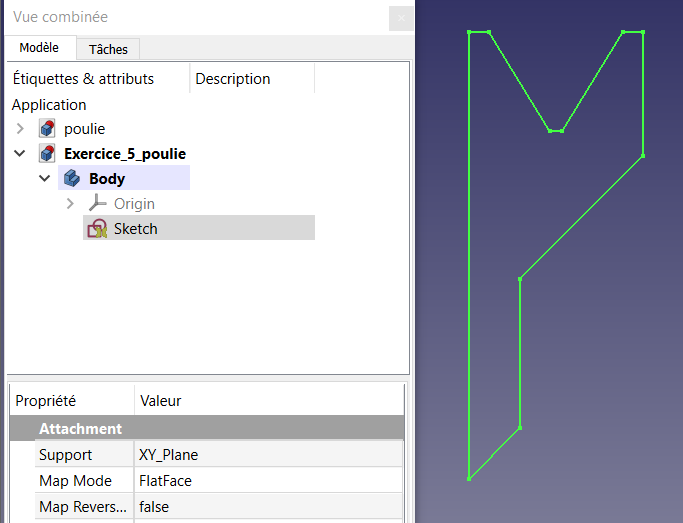 Vue combinée
Modèle
Tâches
Étiquettes & attributs
Description
Application
poulie
Exercice_5_poulie
Body
Origin
Sketch
Propriété
Valeur
Attachment
Support
XY_Plane
Map Mode
FlatFace
Map Revers...
false